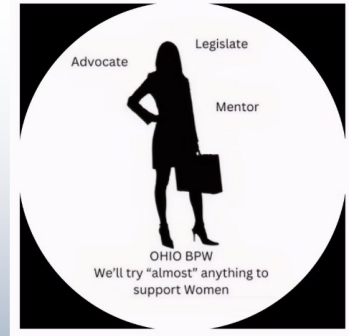 Legislate
Advocate
Mentor
OHIO BPW
We'll try "almost" anything to
support Women